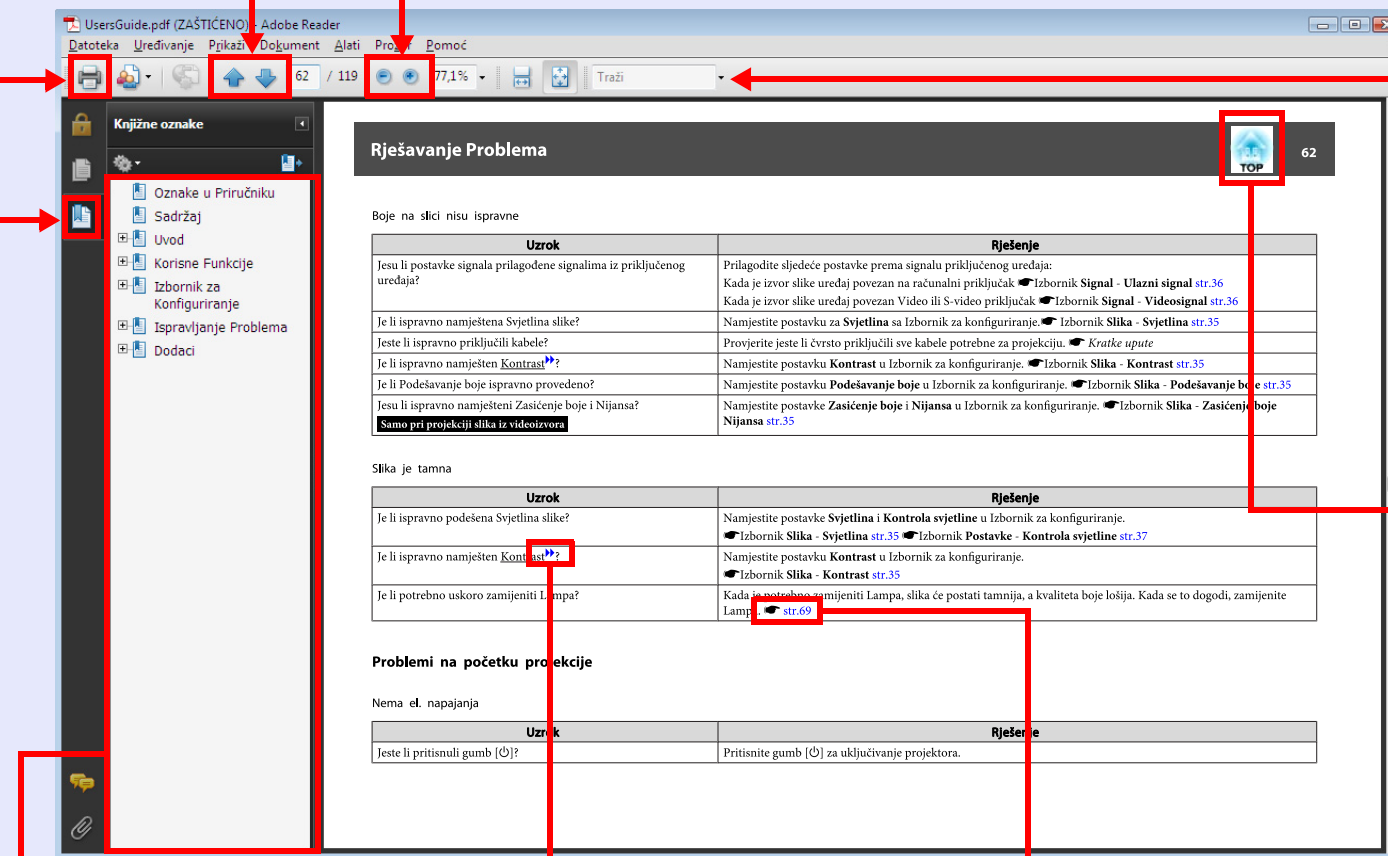 UsersGuide.pdf (ZAŠTIĆENO) - Adobe Reader
Datoteka Uređivanje Prikaži Dokument Alati Prozor Pomoć
62 / 119 77,1% Traži
Knjižne oznake
Oznake u Priručniku
Sadržaj
Uvod
Korisne Funkcije
Izbornik za
Konfiguriranje
Ispravljanje Problema
Dodaci
Rješavanje Problema
TOP
62
Boje na slici nisu ispravne
Uzrok Rješenje
Jesu li postavke signala prilagođene signalima iz priključenog
uređaja?
Prilagodite sljedeće postavke prema signalu priključenog uređaja:
Kada je izvor slike uređaj povezan na računalni priključak ☛Izbornik Signal - Ulazni signal str.36
Kada je izvor slike uređaj povezan Video ili S-video priključak ☛Izbornik Signal - Videosignal str.36
Je li ispravno namještena Svjetlina slike?
Namjestite postavku za Svjetlina sa Izbornik za konfiguriranje.☛ Izbornik Slika - Svjetlina str.35
Jeste li ispravno priključili kabele?
Provjerite jeste li čvrsto priključili sve kabele potrebne za projekciju. ☛ Kratke upute
Je li ispravno namješten Kontrast?
Namjestite postavku Kontrast u Izbornik za konfiguriranje. ☛Izbornik Slika - Kontrast str.35
Je li Podešavanje boje ispravno provedeno?
Namjestite postavku Podešavanje boje u Izbornik za konfiguriranje. ☛Izbornik Slika - Podešavanje boje str.35
Jesu li ispravno namješteni Zasićenje boje i Nijansa?
Samo pri projekciji slika iz videoizvora
Namjestite postavke Zasićenje boje i Nijansa u Izbornik za konfiguriranje. ☛Izbornik Slika - Zasićenje boje
Nijansa str.35
Slika je tamna
Uzrok Rješenje
Je li ispravno podešena Svjetlina slike?
Namjestite postavke Svjetlina i Kontrola svjetline u Izbornik za konfiguriranje.
☛Izbornik Slika - Svjetlina str.35 ☛Izbornik Postavke - Kontrola svjetline str.37
Je li ispravno namješten Kontrast?
Namjestite postavku Kontrast u Izbornik za konfiguriranje.
☛Izbornik Slika - Kontrast str.35
Je li potrebno uskoro zamijeniti Lampa?
Kada je potrebno zamijeniti Lampa, slika će postati tamnija, a kvaliteta boje lošija. Kada se to dogodi, zamijenite
Lampa. ☛ str.69
Problemi na početku projekcije
Nema el. napajanja
Uzrok Rješenje
Jeste li pritisnuli gumb [⏻]?
Pritisnite gumb [⏻] za uključivanje projektora.